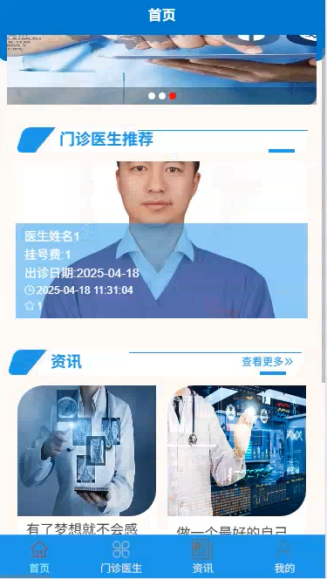 首页
门诊医生推荐
医生姓名1
挂号费:1
出诊日期:2025-04-18
2025-04-18 11:31:04
1
资讯
查看更多»
有了梦想就不会感
做一个最好的自己
首页
门诊医生
资讯
我的